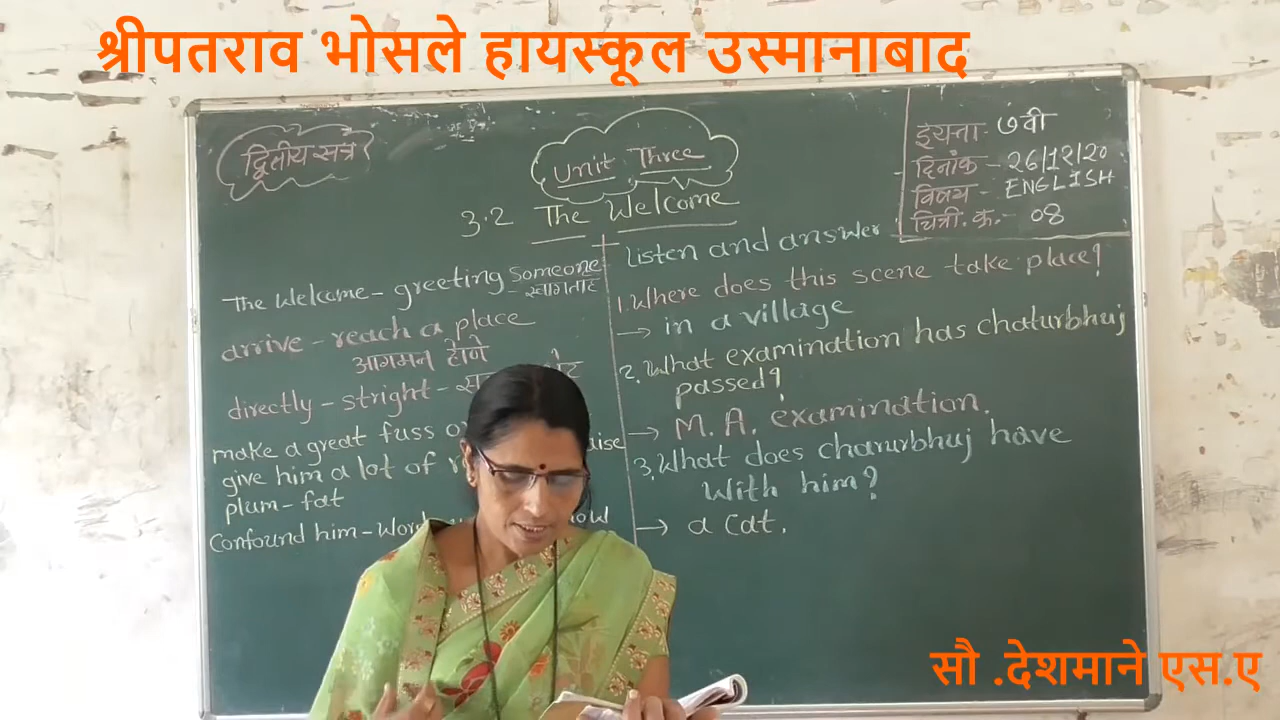 श्रीपतराव भोसले हायस्कूल उस्मानाबाद
द्वितीय सत्र
Unit Three
3.2 The Welcome
इयत्ता - ७वी
दिनांक - 26/12/20
विषय - ENGLISH
चित्री.क्र. - 08
The Welcome - greeting someone
arrive - reach a place
आगमन होणे
directly - stright -
make a great fuss
give him a lot of
plum - fat
Confound him -
Listen and answer
1. Where does this scene take place?
→ in a village
2. What examination has chaturbhuj
passed?
→ M. A. examination.
3. What does charurbhuj have
With him?
→ a cat.
सौ .देशमाने एस.ए